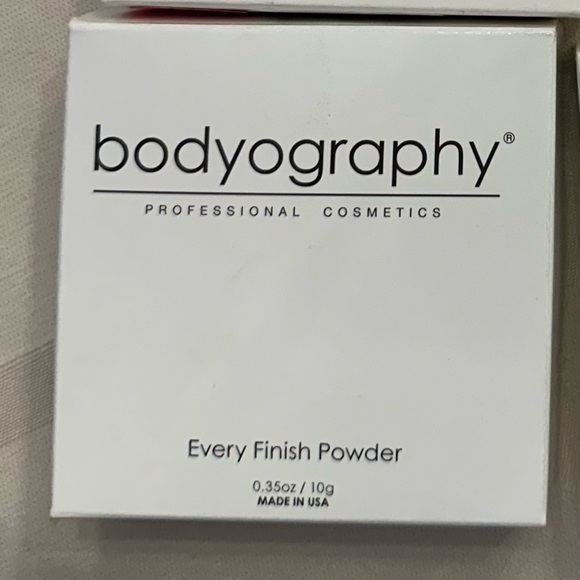 bodyography®
PROFESSIONAL COSMETICS
Every Finish Powder
0.35oz / 10g
MADE IN USA